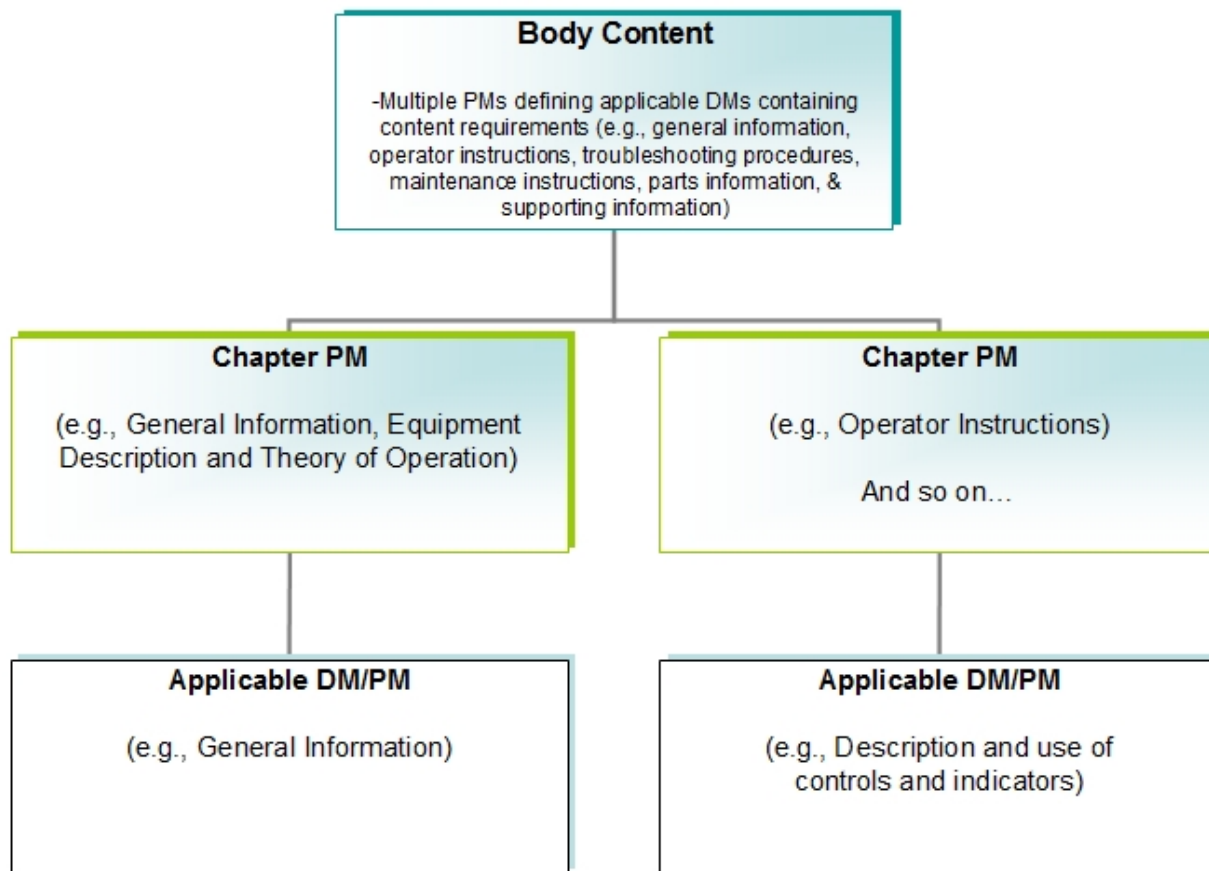 Body Content
-Multiple PMs defining applicable DMs containing
content requirements (e.g., general information,
operator instructions, troubleshooting procedures,
maintenance instructions, parts information, &
supporting information)
Chapter PM
(e.g., General Information, Equipment
Description and Theory of Operation)
Chapter PM
(e.g., Operator Instructions)
And so on…
Applicable DM/PM
(e.g., General Information)
Applicable DM/PM
(e.g., Description and use of
controls and indicators)